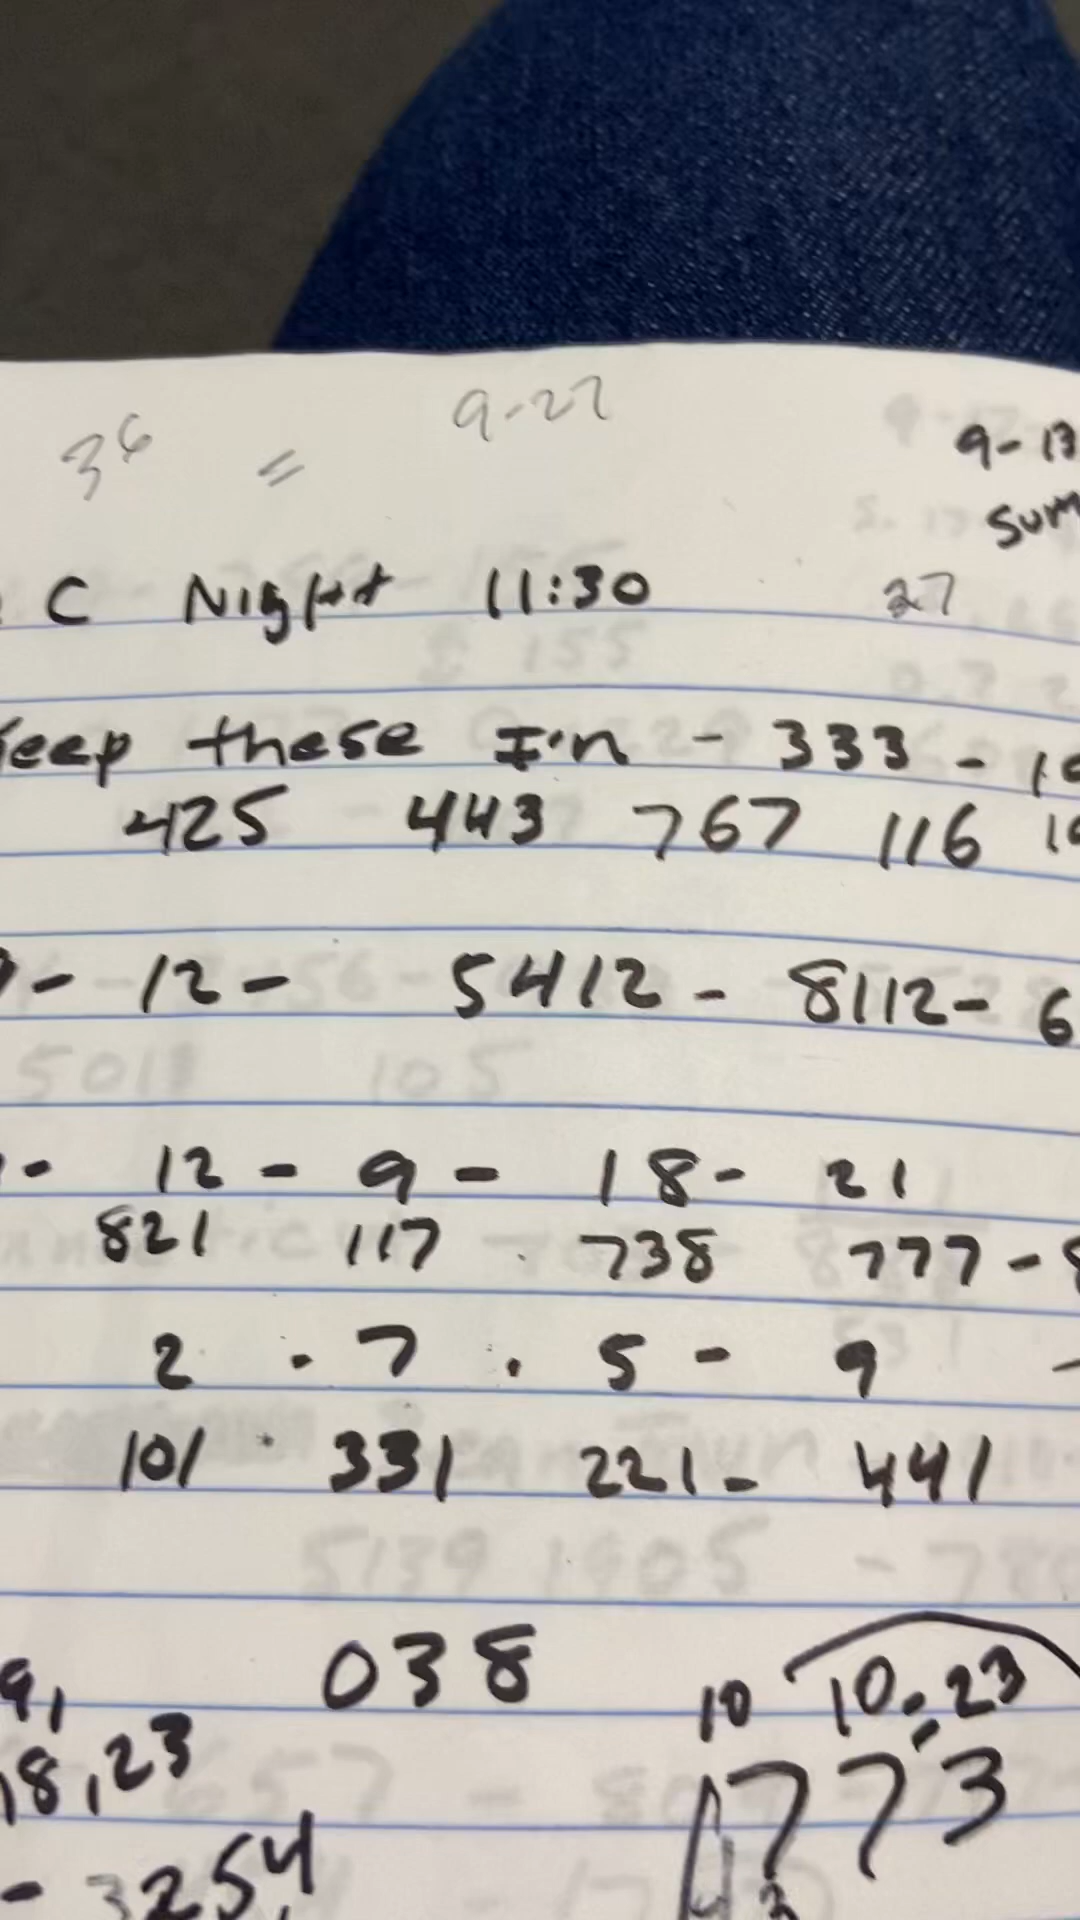 3⁶ = 9-27
9-13
sum
C Night 11:30 27
eep these I'n - 333 -
425 443 767 116
- 12 - 5412 - 8112 - 6
- 12 - 9 - 18 - 21
821 117 · 738 777 -
2 · 7 · 5 - 9 -
101 · 331 221 - 441
9, 038 10 10:23
18,23 773
- 3254